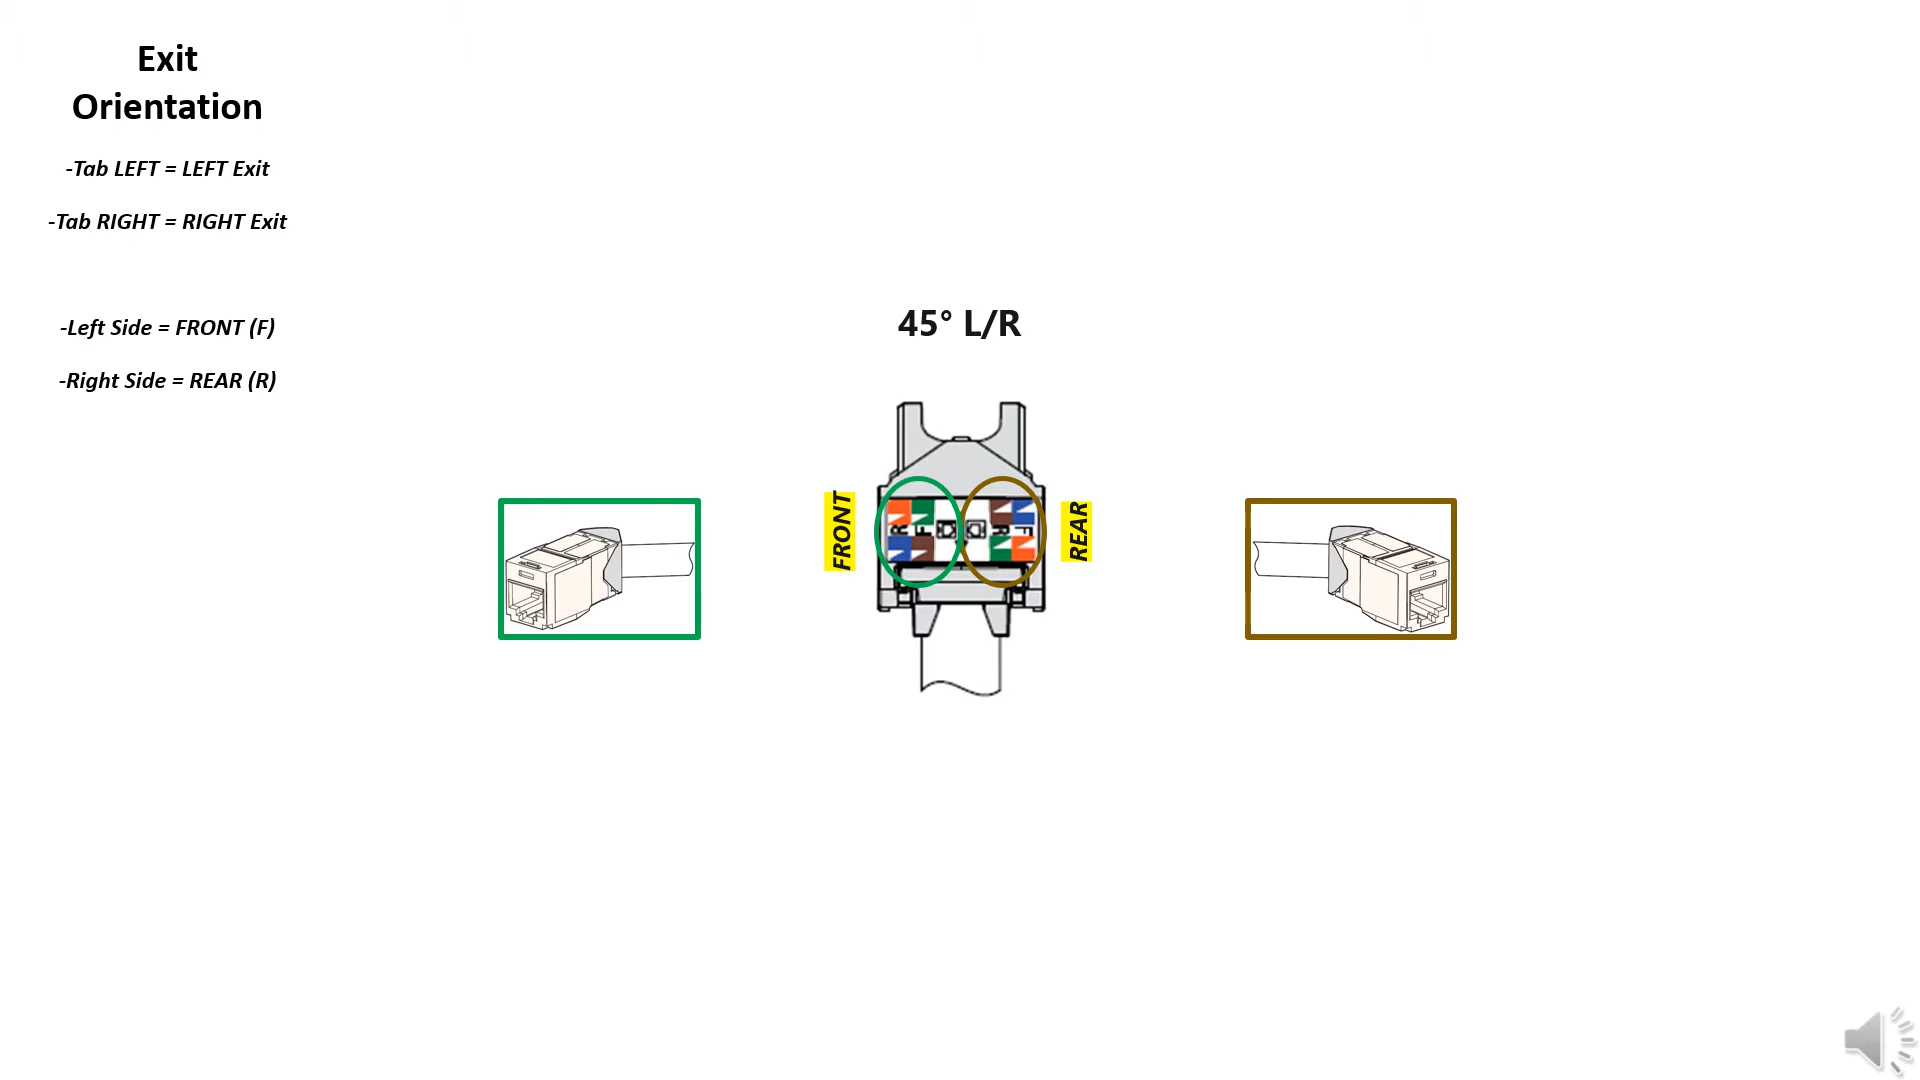 Exit
Orientation
-Tab LEFT = LEFT Exit
-Tab RIGHT = RIGHT Exit
-Left Side = FRONT (F)
-Right Side = REAR (R)
45° L/R
FRONT
R
F
R
F
REAR